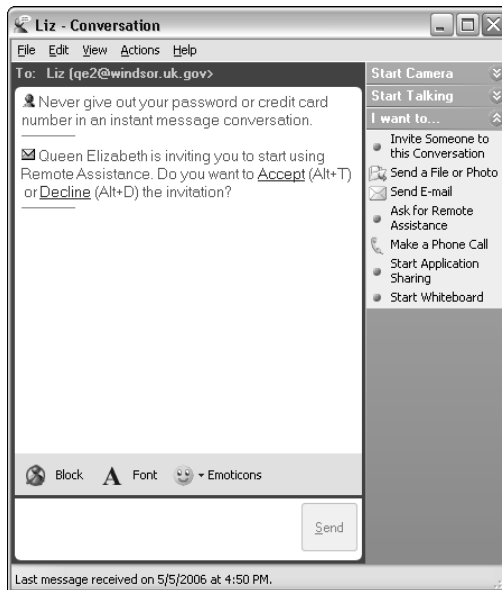 Liz - Conversation
File Edit View Actions Help
To: Liz (qe2@windsor.uk.gov>
Never give out your password or credit card
number in an instant message conversation.
Queen Elizabeth is inviting you to start using
Remote Assistance. Do you want to Accept (Alt+T)
or Decline (Alt+D) the invitation?
Block A Font Emoticons
Send
Last message received on 5/5/2006 at 4:50 PM.
Start Camera
Start Talking
I want to...
Invite Someone to
this Conversation
Send a File or Photo
Send E-mail
Ask for Remote
Assistance
Make a Phone Call
Start Application
Sharing
Start Whiteboard